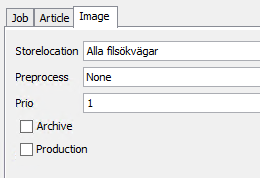 Job Article Image
Storelocation Alla filsökvägar
Preprocess None
Prio 1
Archive
Production